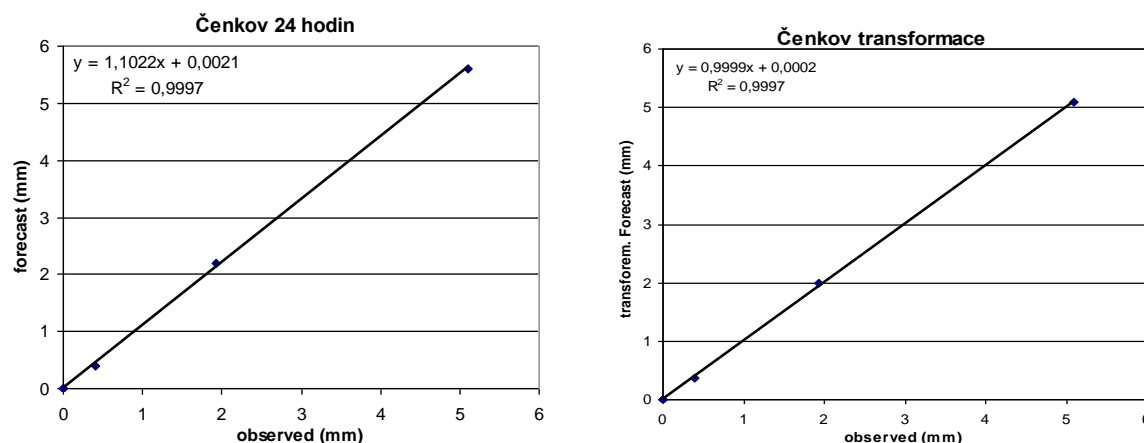 Čenkov 24 hodin
y = 1,1022x + 0,0021
R² = 0,9997
forecast (mm)
6
5
4
3
2
1
0
0 1 2 3 4 5 6
observed (mm)
Čenkov transformace
y = 0,9999x + 0,0002
R² = 0,9997
transforem. Forecast (mm)
6
5
4
3
2
1
0
0 1 2 3 4 5 6
observed (mm)